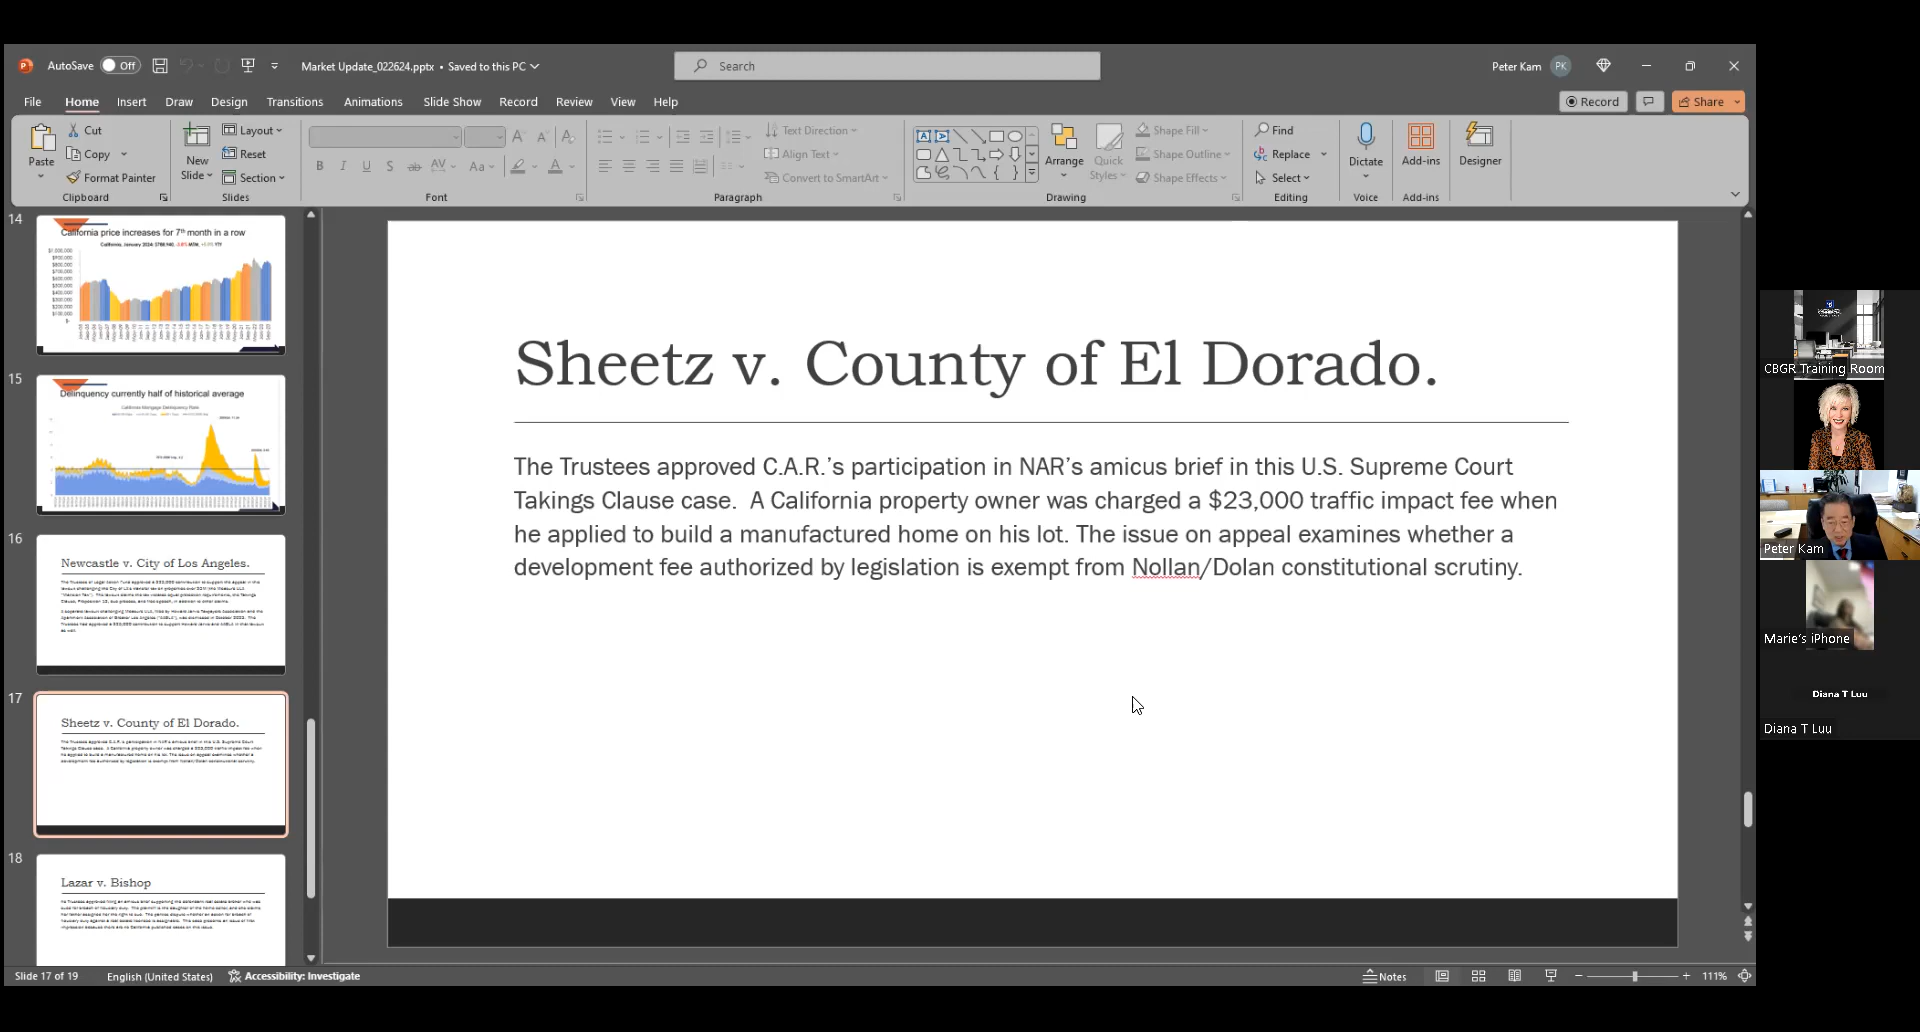 AutoSave Off Market Update_022624.pptx • Saved to this PC Search Peter Kam PK
File Home Insert Draw Design Transitions Animations Slide Show Record Review View Help Record Share
Paste Cut Copy Format Painter Clipboard
New Slide Layout Reset Section Slides
B I U S ab AV Aa A Font
Text Direction Align Text Convert to SmartArt Paragraph
Arrange Quick Styles Shape Fill Shape Outline Shape Effects Drawing
Find Replace Select Editing
Dictate Voice
Add-ins Add-ins
Designer
14
California price increases for 7th month in a row
15
Delinquency currently half of historical average
California Mortgage Delinquency Rate
16
Newcastle v. City of Los Angeles.
17
Sheetz v. County of El Dorado.
18
Lazar v. Bishop
Sheetz v. County of El Dorado.
The Trustees approved C.A.R.’s participation in NAR’s amicus brief in this U.S. Supreme Court
Takings Clause case.  A California property owner was charged a $23,000 traffic impact fee when
he applied to build a manufactured home on his lot. The issue on appeal examines whether a
development fee authorized by legislation is exempt from Nollan/Dolan constitutional scrutiny.
CBGR Training Room
Peter Kam
Marie's iPhone
Diana T Luu
Diana T Luu
Slide 17 of 19 English (United States) Accessibility: Investigate Notes 111%